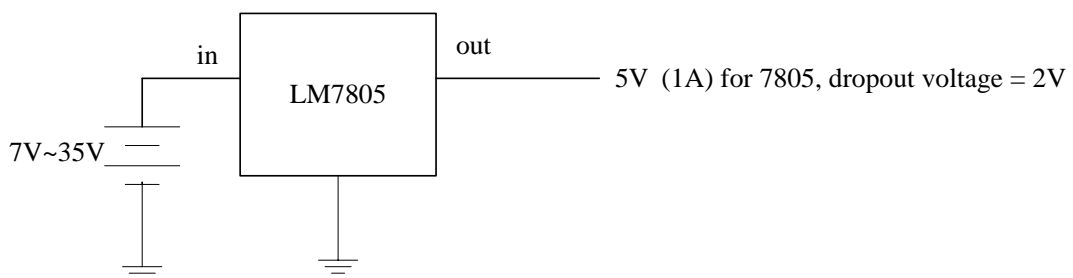 in
out
LM7805
5V (1A) for 7805, dropout voltage = 2V
7V~35V